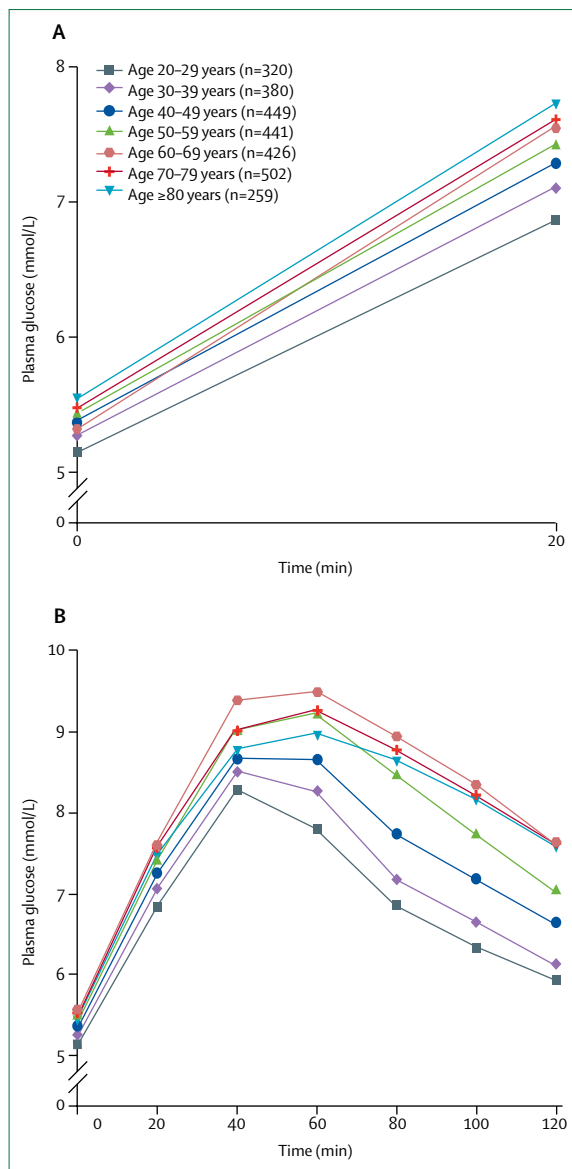 A
8
7
6
5
0
Plasma glucose (mmol/L)
Age 20–29 years (n=320)
Age 30–39 years (n=380)
Age 40–49 years (n=449)
Age 50–59 years (n=441)
Age 60–69 years (n=426)
Age 70–79 years (n=502)
Age ≥80 years (n=259)
0 20
Time (min)
B
10
9
8
7
6
5
0
Plasma glucose (mmol/L)
0 20 40 60 80 100 120
Time (min)